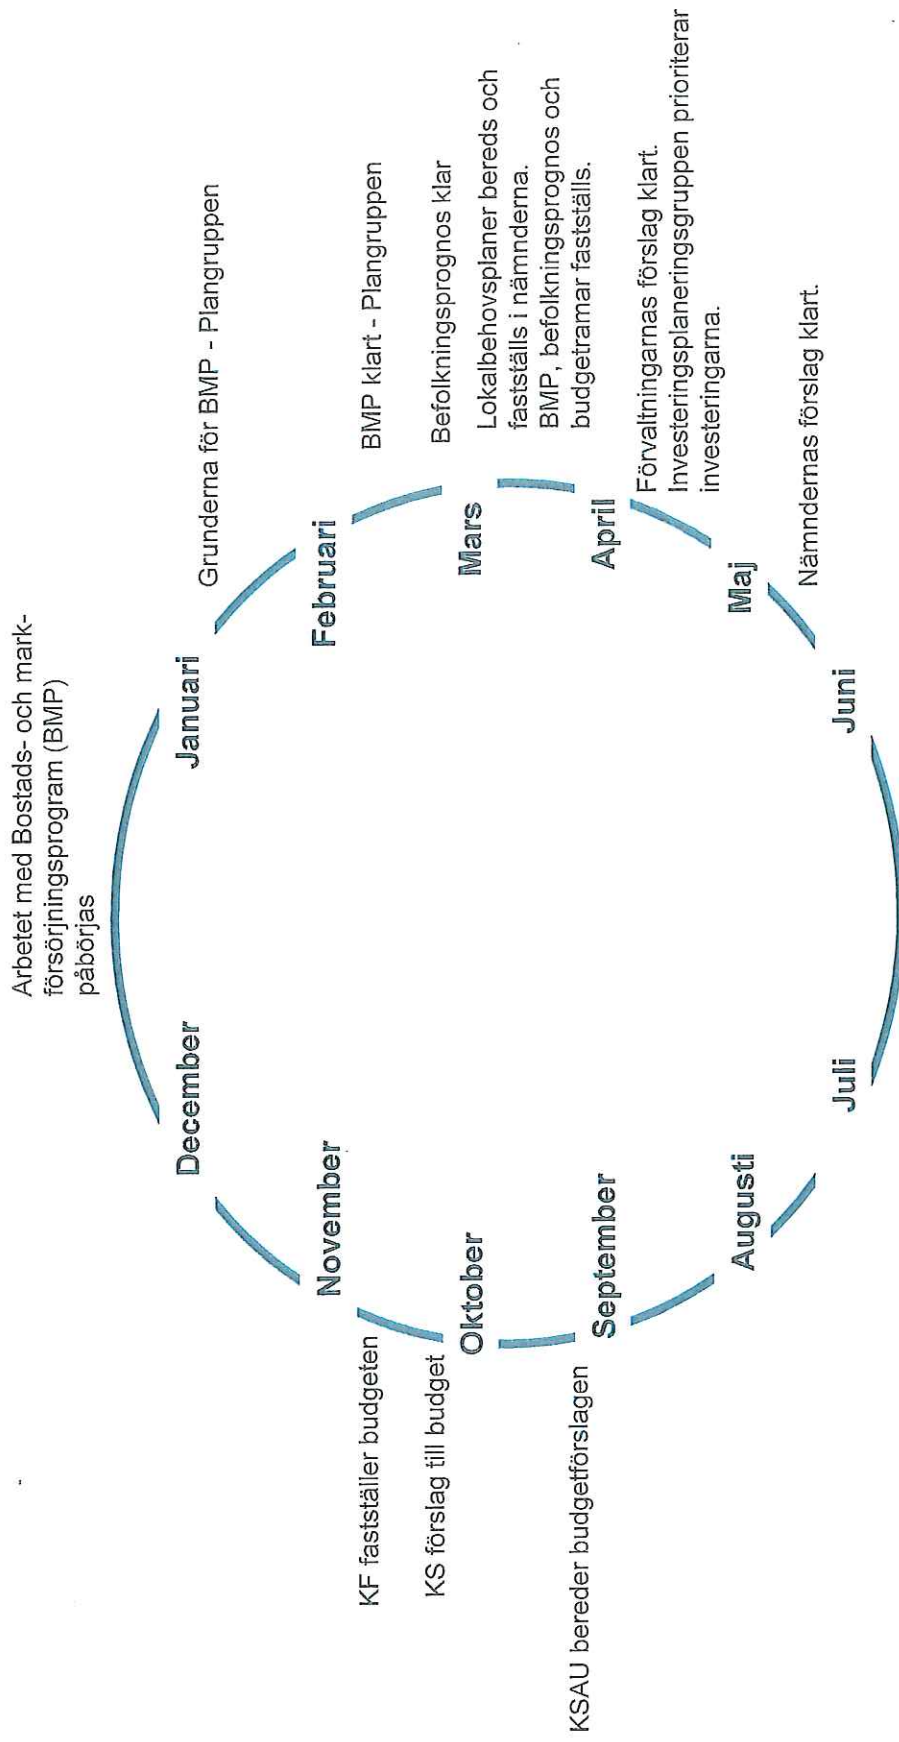 Arbetet med Bostads- och mark-
försörjningsprogram (BMP)
påbörjas
Januari
Grunderna för BMP - Plangruppen
Februari
BMP klart - Plangruppen
Befolkningsprognos klar
Mars
Lokalbehovsplaner bereds och
fastställs i nämnderna.
BMP, befolkningsprognos och
budgetramar fastställs.
April
Förvaltningarnas förslag klart.
Investeringsplaneringsgruppen prioriterar
investeringarna.
Maj
Nämndernas förslag klart.
Juni
Juli
Augusti
September
KSAU bereder budgetförslagen
Oktober
KS förslag till budget
KF fastställer budgeten
November
December